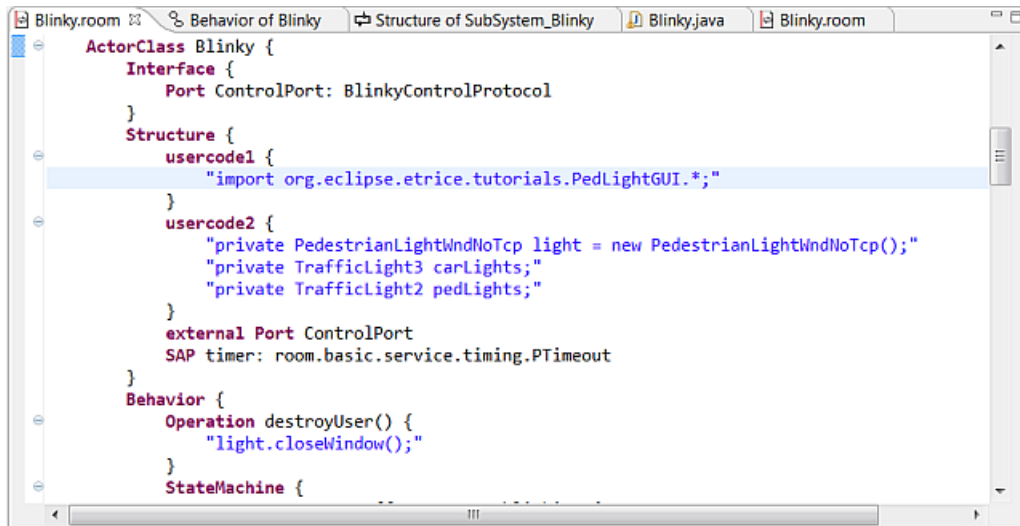 Blinky.room Behavior of Blinky Structure of SubSystem_Blinky Blinky.java Blinky.room
ActorClass Blinky {
Interface {
Port ControlPort: BlinkyControlProtocol
}
Structure {
usercode1 {
"import org.eclipse.etrice.tutorials.PedLightGUI.*;"
}
usercode2 {
"private PedestrianLightWndNoTcp light = new PedestrianLightWndNoTcp();"
"private TrafficLight3 carLights;"
"private TrafficLight2 pedLights;"
}
external Port ControlPort
SAP timer: room.basic.service.timing.PTimeout
}
Behavior {
Operation destroyUser() {
"light.closeWindow();"
}
StateMachine {